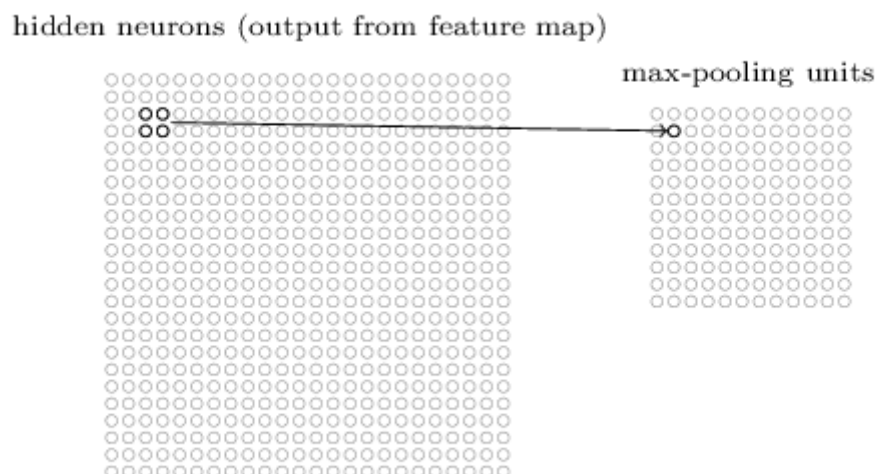 hidden neurons (output from feature map)
max-pooling units